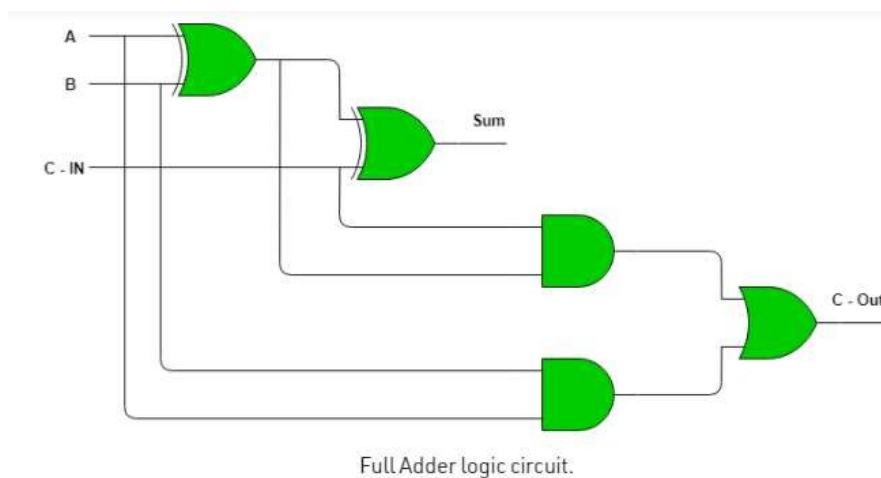 A
B
Sum
C - IN
C - Out
Full Adder logic circuit.